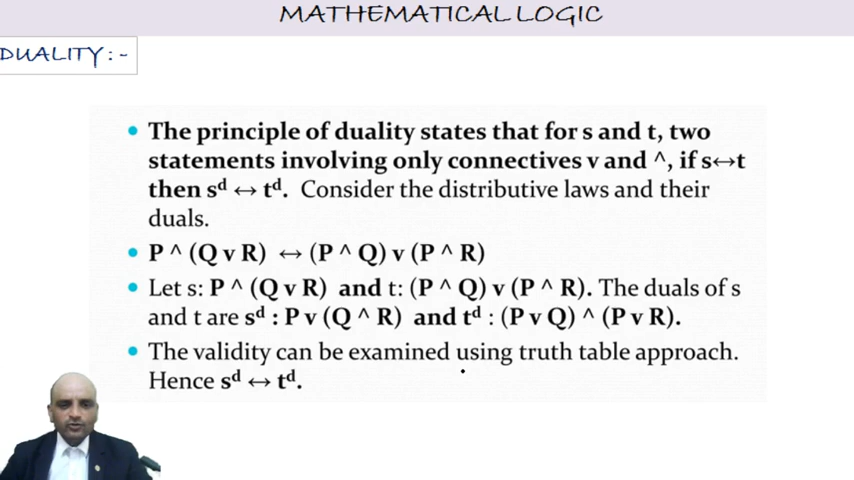 MATHEMATICAL LOGIC
DUALITY : -
• The principle of duality states that for s and t, two
statements involving only connectives v and ^, if s↔t
then sᵈ ↔ tᵈ. Consider the distributive laws and their
duals.
• P ^ (Q v R) ↔ (P ^ Q) v (P ^ R)
• Let s: P ^ (Q v R) and t: (P ^ Q) v (P ^ R). The duals of s
and t are sᵈ : P v (Q ^ R) and tᵈ : (P v Q) ^ (P v R).
• The validity can be examined using truth table approach.
Hence sᵈ ↔ tᵈ.